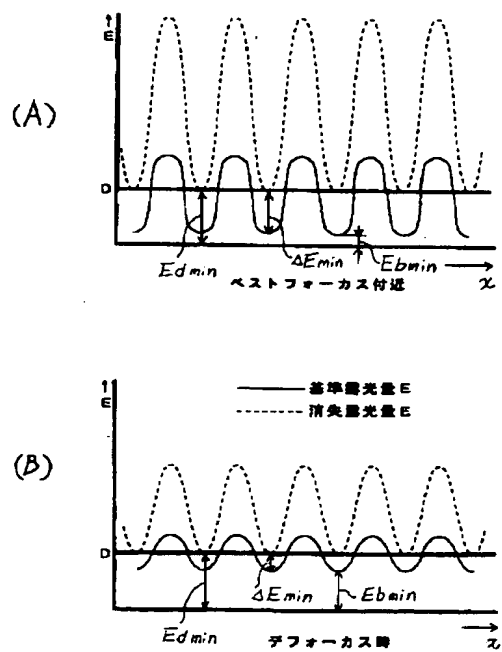 ↑
E
(A)
D
Edmin
ΔEmin
Ebmin
ベストフォーカス付近
x
↑
E
基準露光量E
消失露光量E
(B)
D
Edmin
ΔEmin
Ebmin
デフォーカス時
x